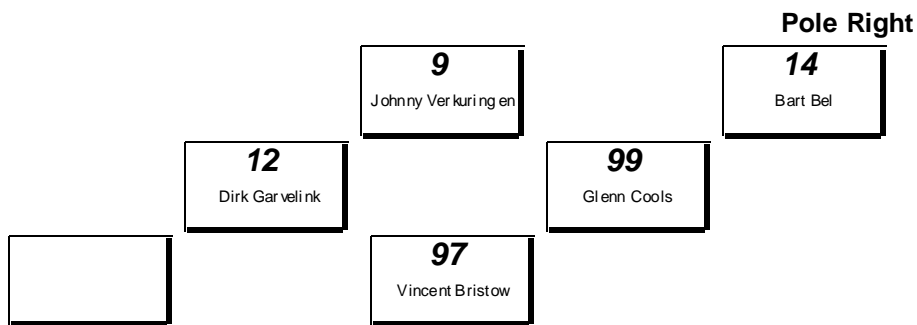 Pole Right
9
14
Johnny Verkuringen
Bart Bel
12
99
Dirk Garvelink
Glenn Cools
97
Vincent Bristow